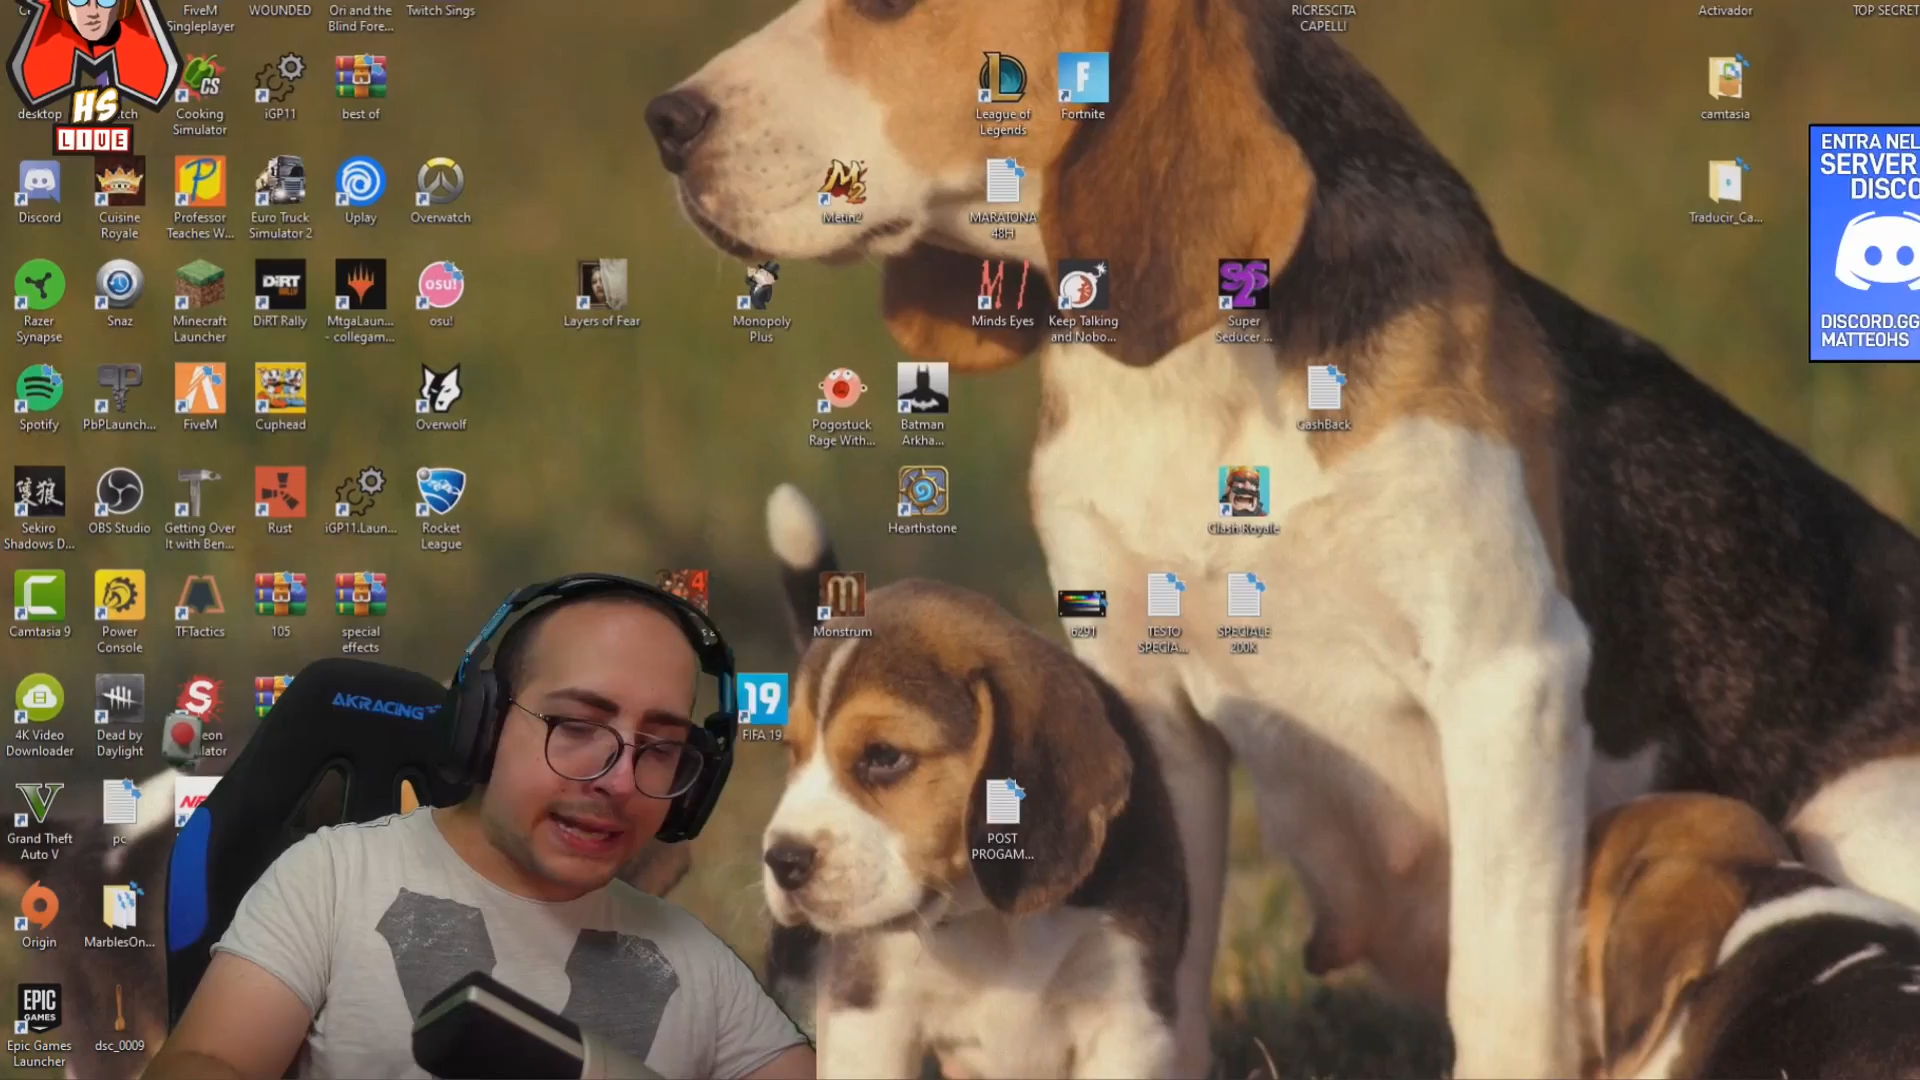 FiveM
Singleplayer
WOUNDED
Ori and the
Blind Fore...
Twitch Sings
RICRESCITA
CAPELLI
Activador
TOP SECRET
HS
LIVE
desktop
Cooking
Simulator
iGP11
best of
League of
Legends
Fortnite
camtasia
Discord
Cuisine
Royale
Professor
Teaches W...
Euro Truck
Simulator 2
Uplay
Overwatch
Metin2
MARATONA
48H
Traducir_Ca...
ENTRA NEL
SERVER
DISCO
DISCORD.GG
MATTEOHS
Razer
Synapse
Snaz
Minecraft
Launcher
DiRT
RALLY
DiRT Rally
MtgaLaun...
- collegam...
osu!
osu!
Layers of Fear
Monopoly
Plus
Minds Eyes
Keep Talking
and Nobo...
Super
Seducer ...
Spotify
PbPLaunch...
FiveM
Cuphead
Overwolf
Pogostuck
Rage With...
Batman
Arkha...
CashBack
Sekiro
Shadows D...
OBS Studio
Getting Over
It with Ben...
Rust
iGP11.Laun...
Rocket
League
Hearthstone
Clash Royale
Camtasia 9
Power
Console
TFTactics
105
special
effects
Monstrum
6291
TESTO
SPECIA...
SPECIALE
200K
4K Video
Downloader
Dead by
Daylight
AKRACING
19
FIFA 19
Grand Theft
Auto V
pc
POST
PROGAM...
Origin
MarblesOn...
EPIC
GAMES
Epic Games
Launcher
dsc_0009